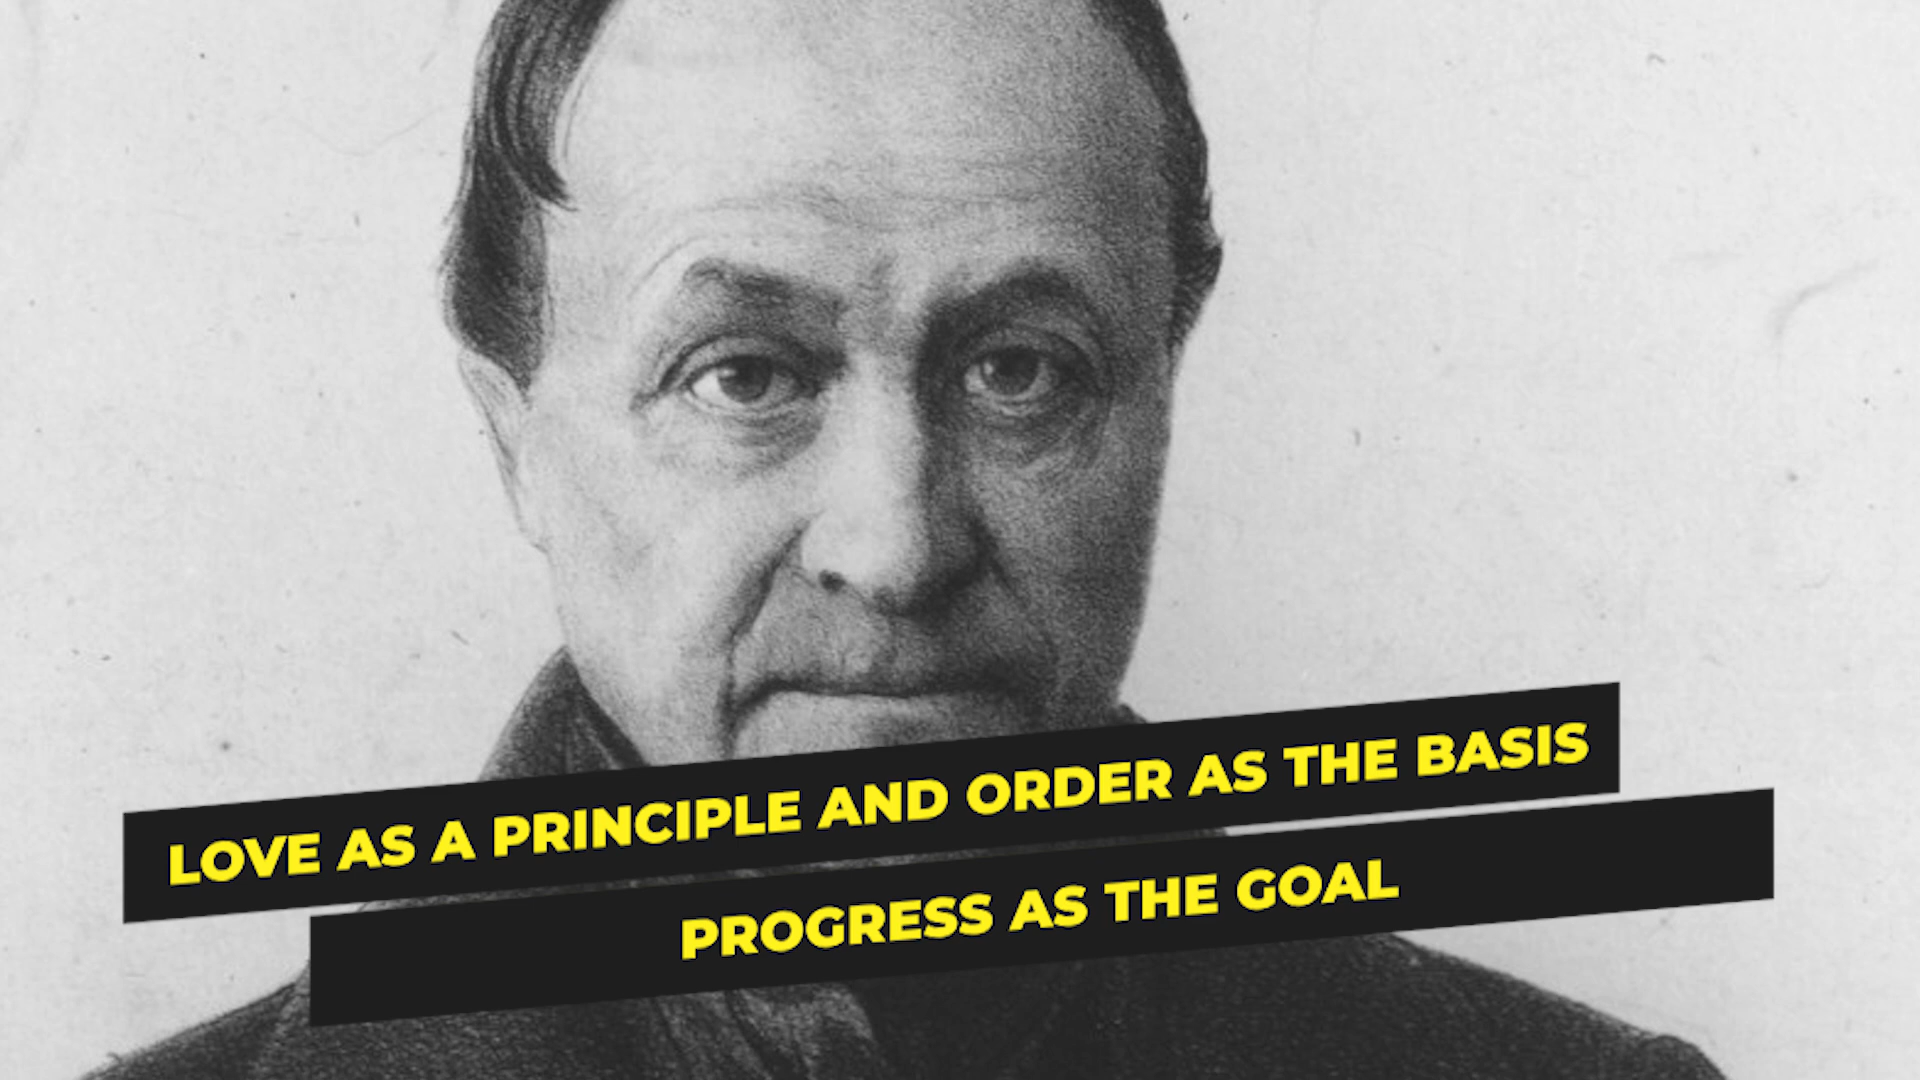 LOVE AS A PRINCIPLE AND ORDER AS THE BASIS
PROGRESS AS THE GOAL